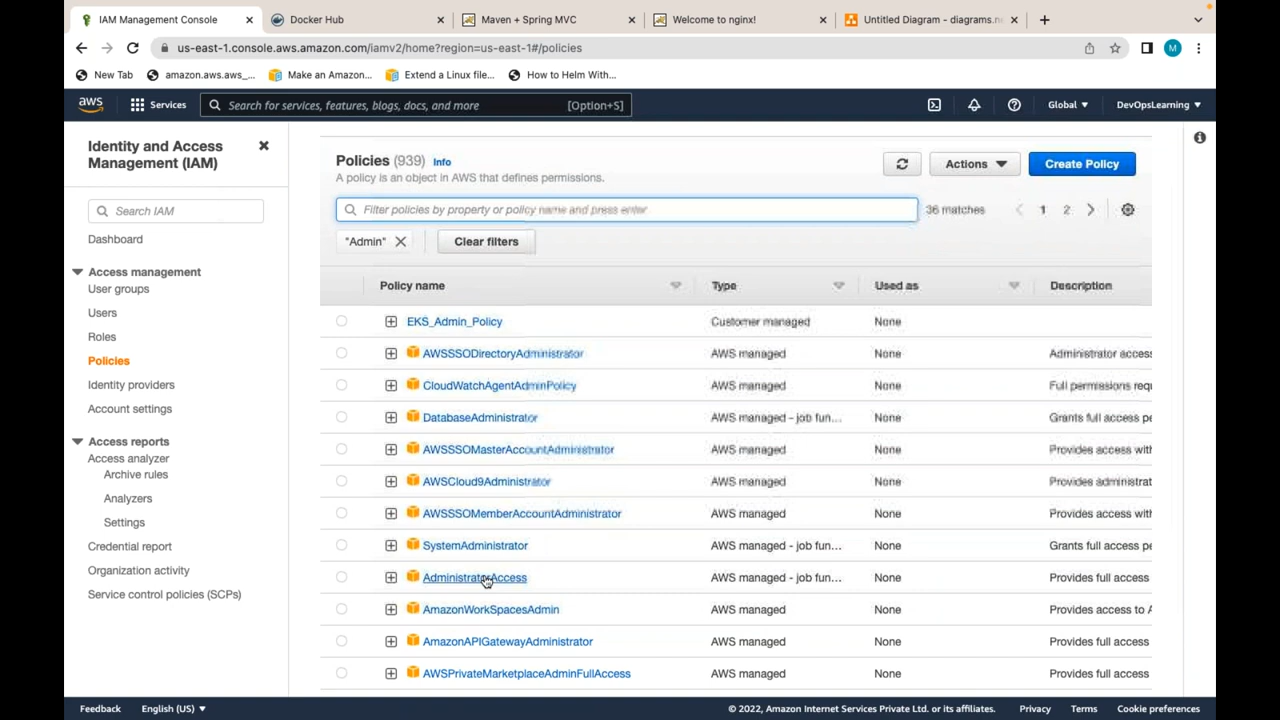 IAM Management Console
Docker Hub
Maven + Spring MVC
Welcome to nginx!
Untitled Diagram - diagrams.ne
us-east-1.console.aws.amazon.com/iamv2/home?region=us-east-1#/policies
M
New Tab
amazon.aws.aws_...
Make an Amazon...
Extend a Linux file...
How to Helm With...
aws
Services
Search for services, features, blogs, docs, and more
[Option+S]
Global
DevOpsLearning
Identity and Access
Management (IAM)
Search IAM
Dashboard
Access management
User groups
Users
Roles
Policies
Identity providers
Account settings
Access reports
Access analyzer
Archive rules
Analyzers
Settings
Credential report
Organization activity
Service control policies (SCPs)
Policies (939) Info
A policy is an object in AWS that defines permissions.
Actions
Create Policy
Filter policies by property or policy name and press enter
36 matches
1 2
"Admin"
Clear filters
Policy name Type Used as Description
EKS_Admin_Policy Customer managed None
AWSSSODirectoryAdministrator AWS managed None Administrator access
CloudWatchAgentAdminPolicy AWS managed None Full permissions requ
DatabaseAdministrator AWS managed - job fun... None Grants full access pe
AWSSSOMasterAccountAdministrator AWS managed None Provides access with
AWSCloud9Administrator AWS managed None Provides administrat
AWSSSOMemberAccountAdministrator AWS managed None Provides access with
SystemAdministrator AWS managed - job fun... None Grants full access pe
AdministratorAccess AWS managed - job fun... None Provides full access
AmazonWorkSpacesAdmin AWS managed None Provides access to A
AmazonAPIGatewayAdministrator AWS managed None Provides full access
AWSPrivateMarketplaceAdminFullAccess AWS managed None Provides full access
Feedback
English (US)
© 2022, Amazon Internet Services Private Ltd. or its affiliates.
Privacy
Terms
Cookie preferences